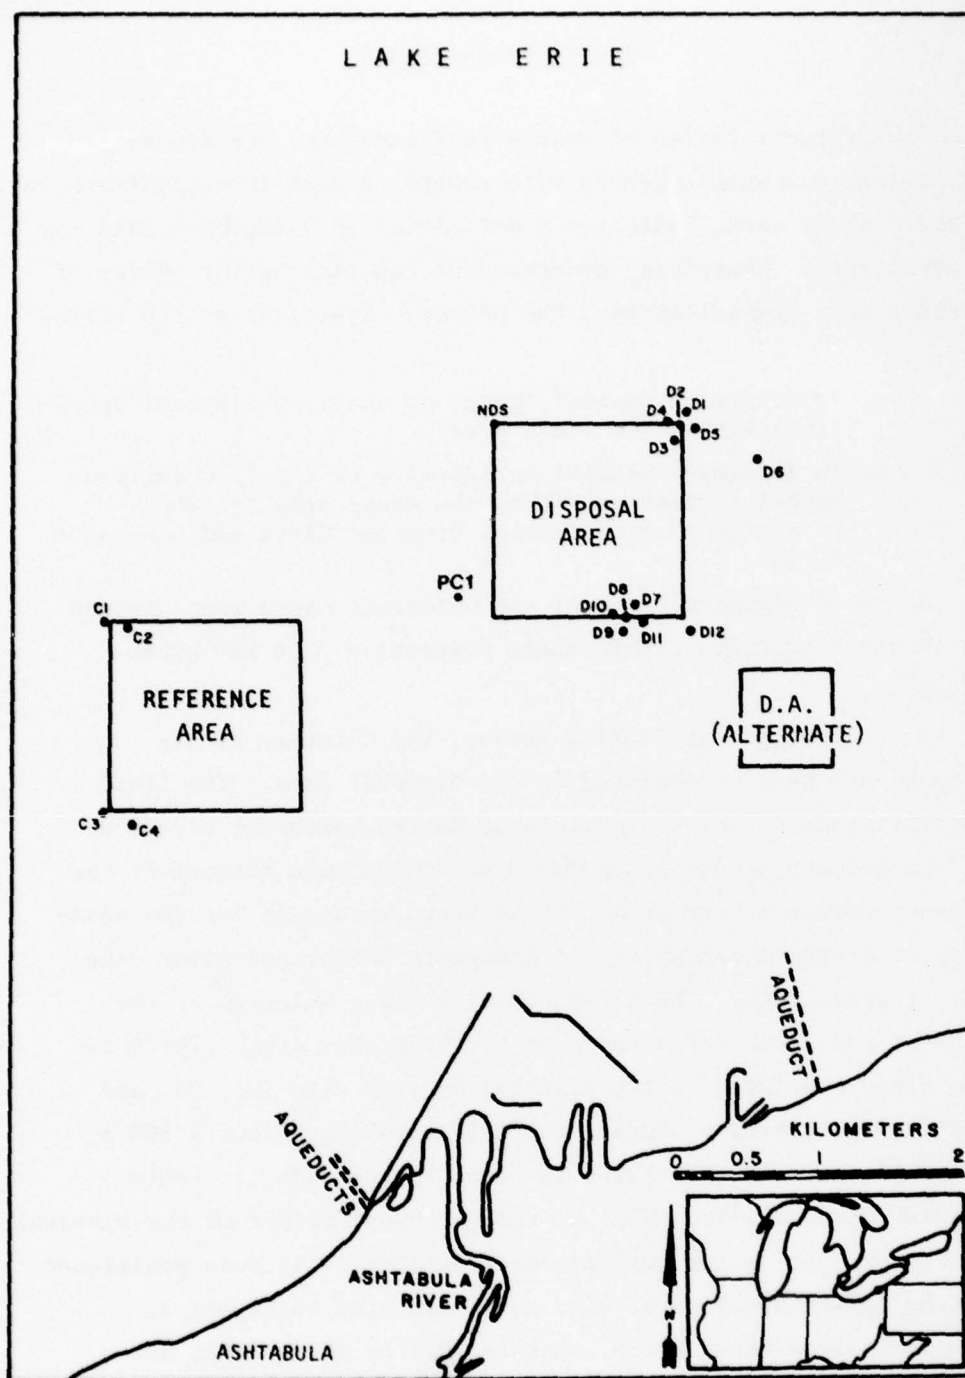 LAKE ERIE
D2
D1
NDS
D4
D5
D3
D6
DISPOSAL
AREA
PC1
D8
D7
D10
C1
C2
D9
D11
D12
REFERENCE
AREA
D.A.
(ALTERNATE)
C3
C4
AQUEDUCT
AQUEDUCTS
KILOMETERS
0 0.5 1 2
ASHTABULA
RIVER
N
ASHTABULA